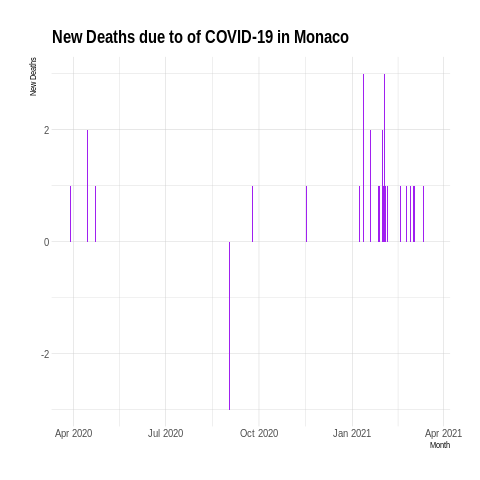 New Deaths due to of COVID-19 in Monaco
New Deaths
2
0
-2
Apr 2020 Jul 2020 Oct 2020 Jan 2021 Apr 2021
Month